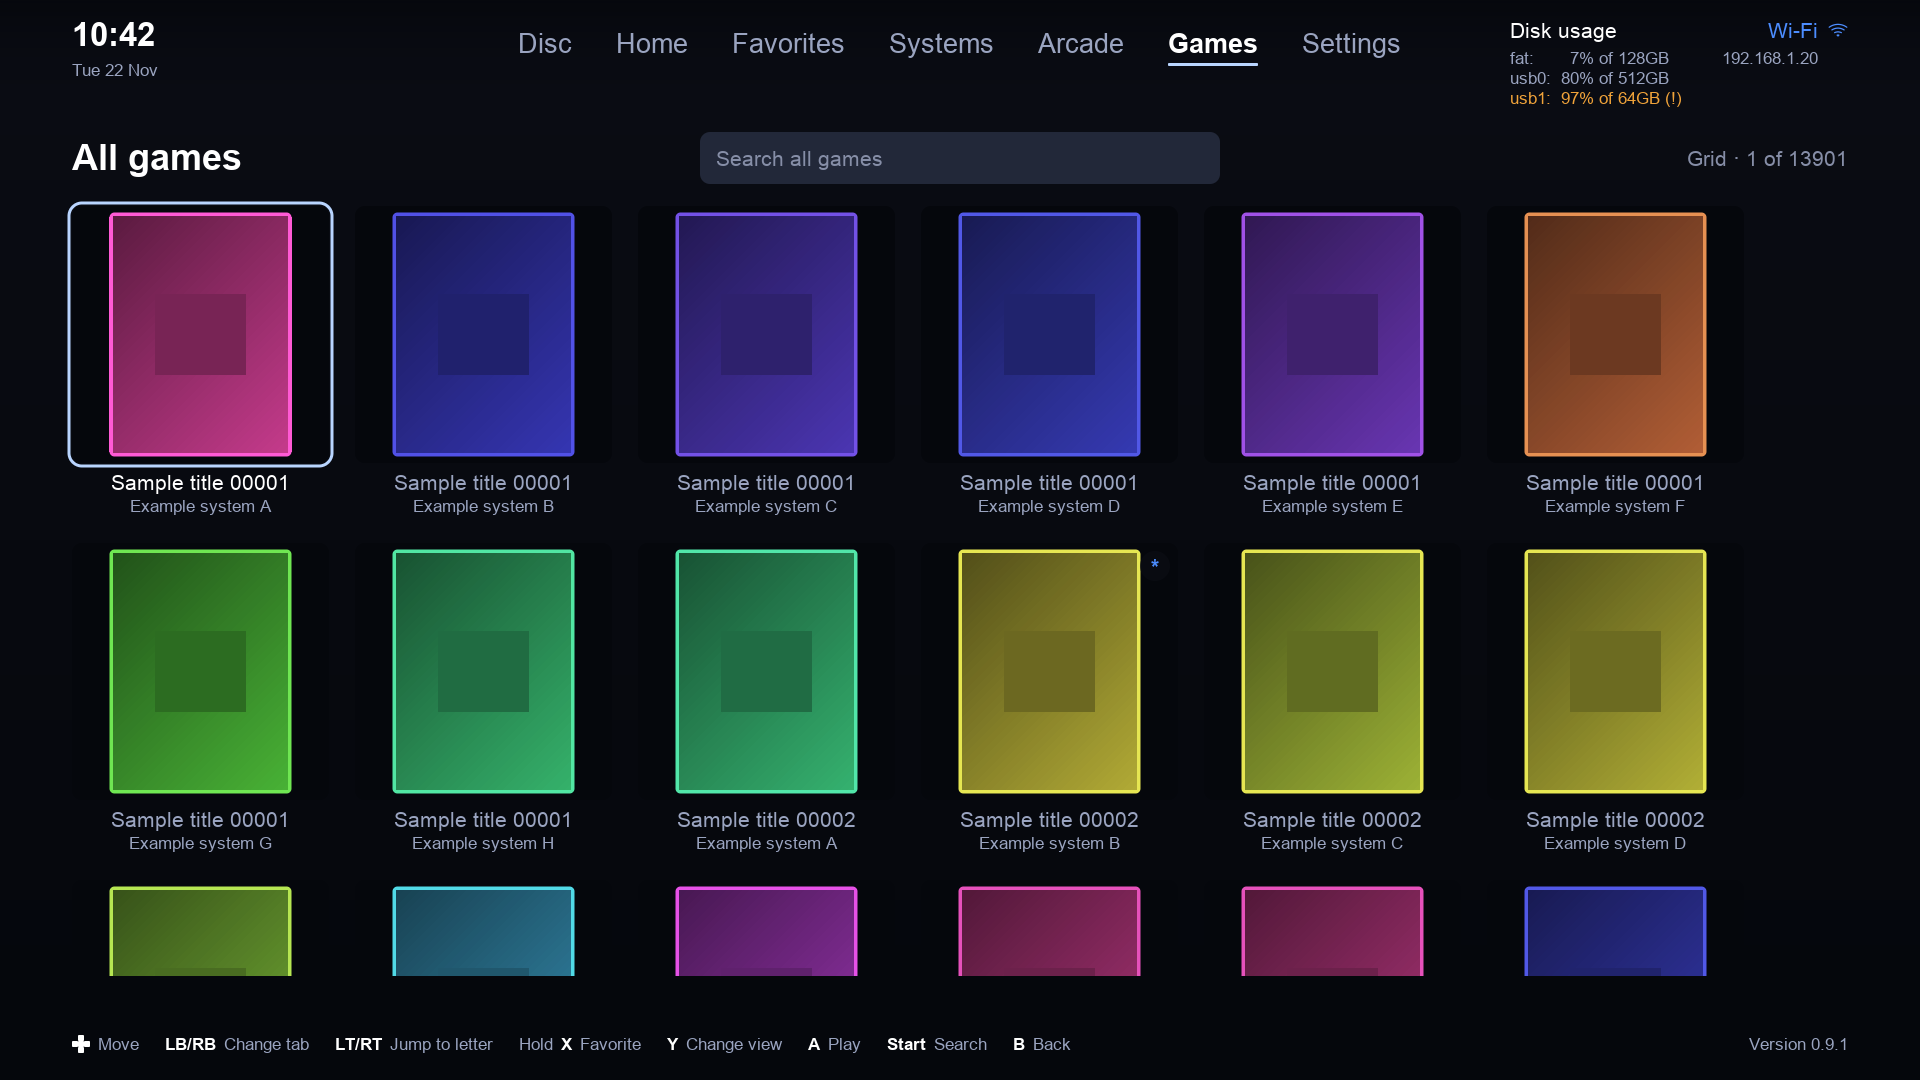 10:42
Tue 22 Nov
Disc Home Favorites Systems Arcade Games Settings
Disk usage
fat: 7% of 128GB
usb0: 80% of 512GB
usb1: 97% of 64GB (!)
Wi-Fi
192.168.1.20
All games
Search all games
Grid · 1 of 13901
Sample title 00001
Example system A
Sample title 00001
Example system B
Sample title 00001
Example system C
Sample title 00001
Example system D
Sample title 00001
Example system E
Sample title 00001
Example system F
Sample title 00001
Example system G
Sample title 00001
Example system H
Sample title 00002
Example system A
*
Sample title 00002
Example system B
Sample title 00002
Example system C
Sample title 00002
Example system D
Move LB/RB Change tab LT/RT Jump to letter Hold X Favorite Y Change view A Play Start Search B Back
Version 0.9.1